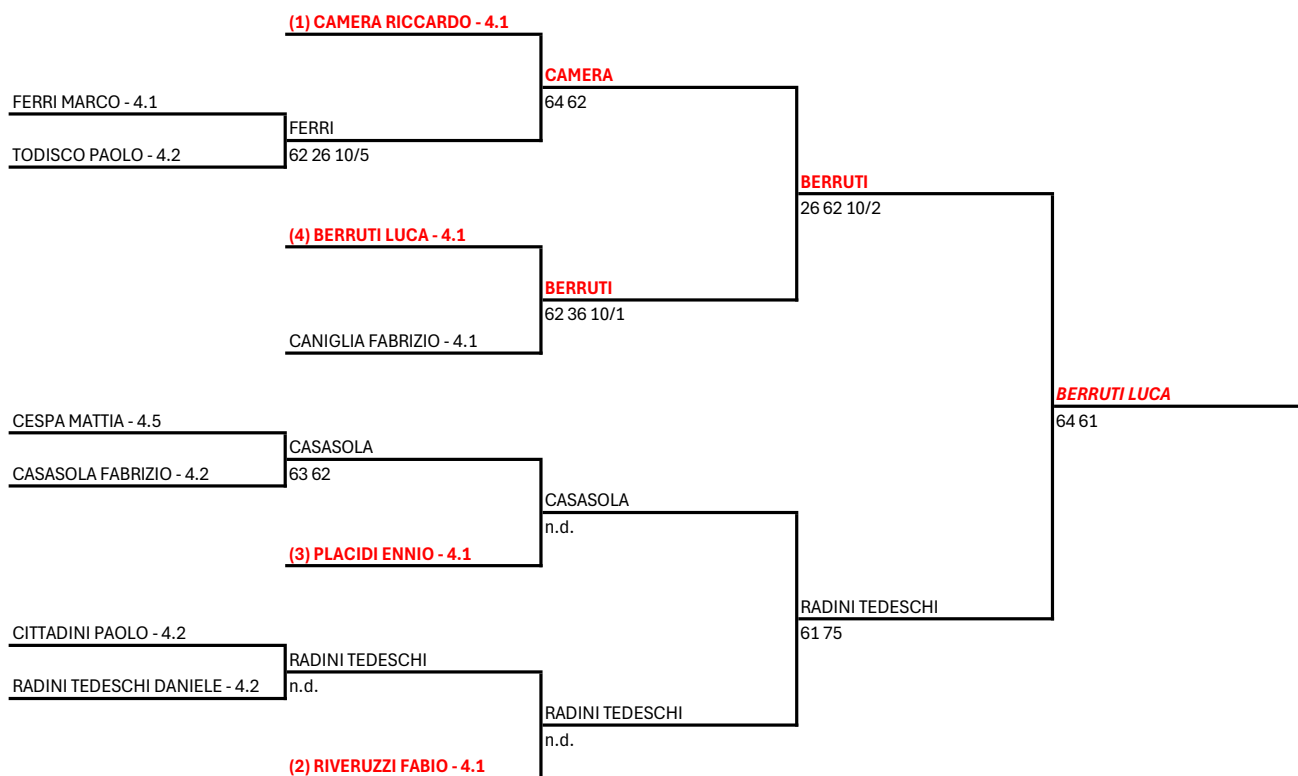 (1) CAMERA RICCARDO - 4.1
CAMERA
FERRI MARCO - 4.1
64 62
FERRI
TODISCO PAOLO - 4.2
62 26 10/5
BERRUTI
26 62 10/2
(4) BERRUTI LUCA - 4.1
BERRUTI
62 36 10/1
CANIGLIA FABRIZIO - 4.1
BERRUTI LUCA
CESPA MATTIA - 4.5
64 61
CASASOLA
CASASOLA FABRIZIO - 4.2
63 62
CASASOLA
n.d.
(3) PLACIDI ENNIO - 4.1
RADINI TEDESCHI
CITTADINI PAOLO - 4.2
61 75
RADINI TEDESCHI
RADINI TEDESCHI DANIELE - 4.2
n.d.
RADINI TEDESCHI
n.d.
(2) RIVERUZZI FABIO - 4.1